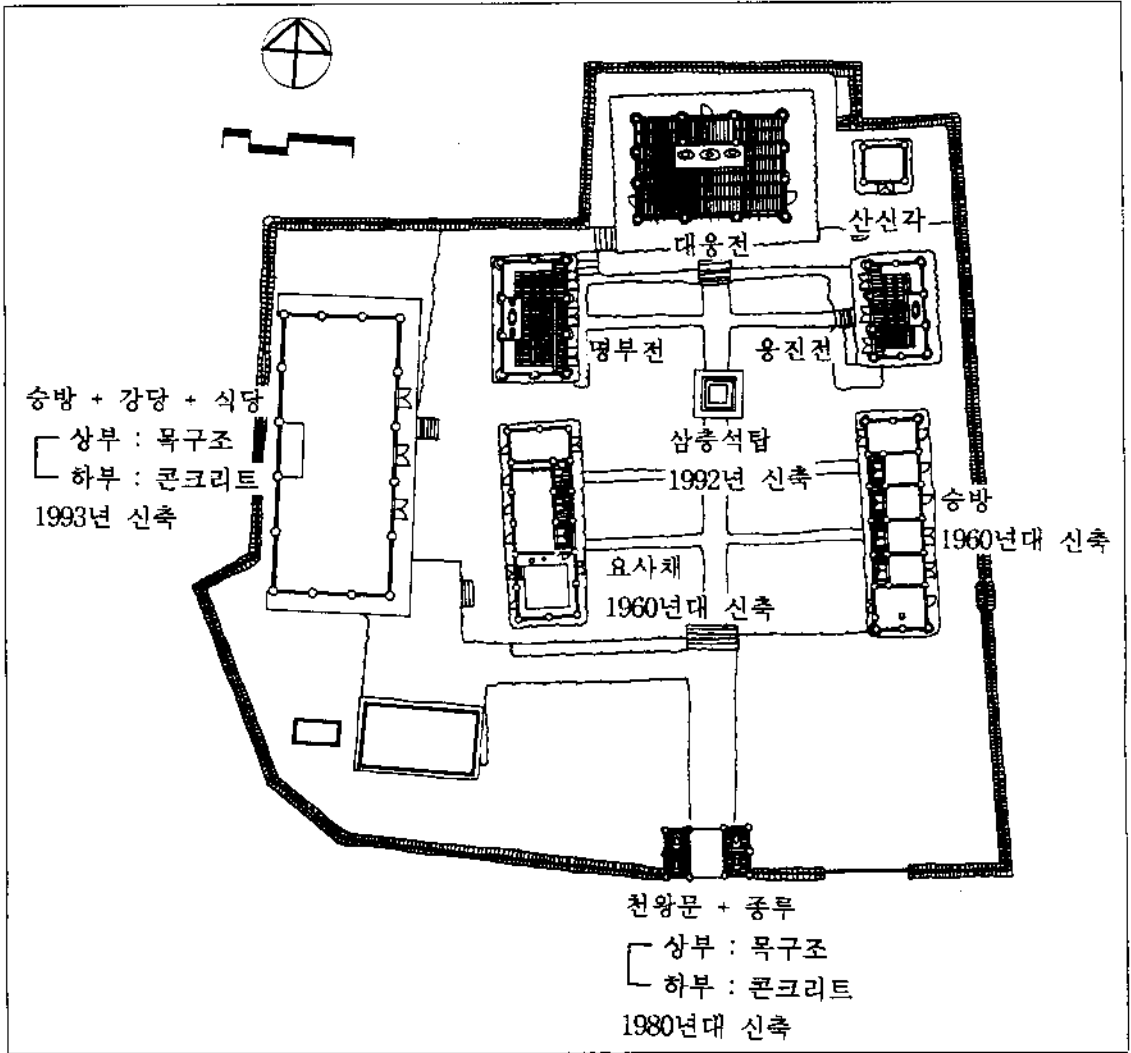 산신각
대웅전
명부전
응진전
승방 + 강당 + 식당
상부 : 목구조
하부 : 콘크리트
1993년 신축
삼층석탑
1992년 신축
승방
1960년대 신축
요사채
1960년대 신축
천왕문 + 종루
상부 : 목구조
하부 : 콘크리트
1980년대 신축